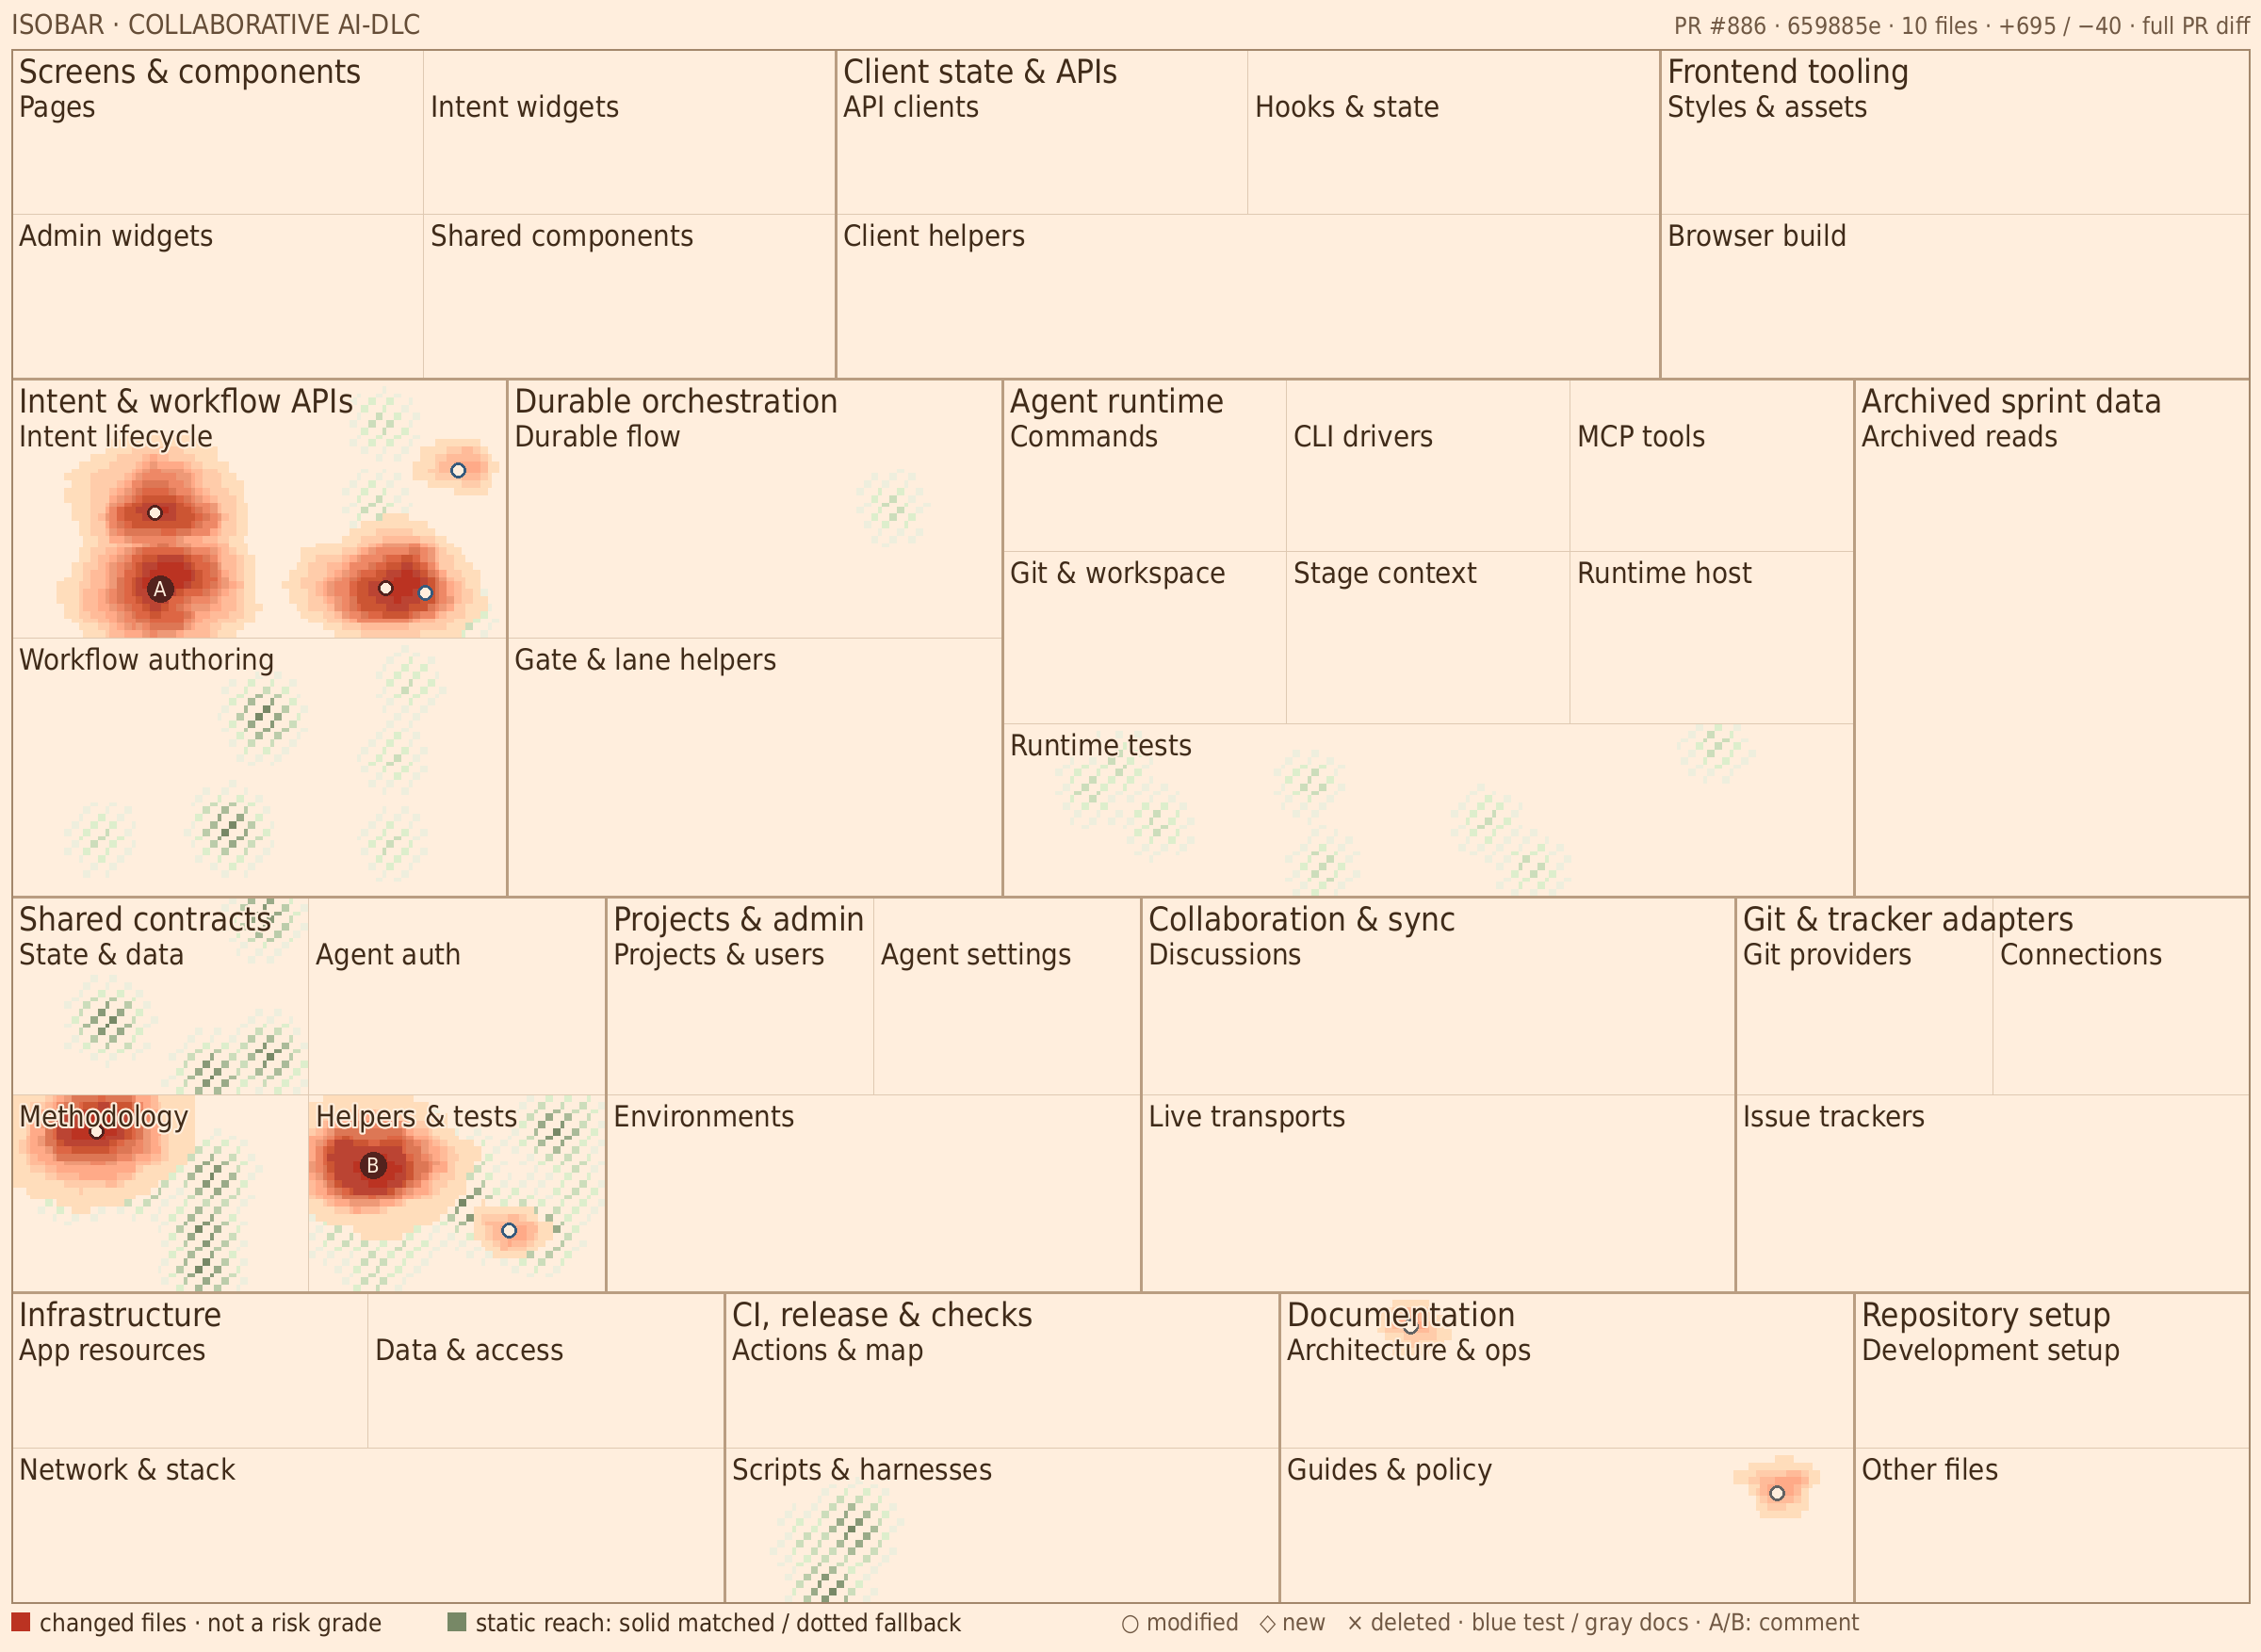 ISOBAR · COLLABORATIVE AI-DLC
PR #886 · 659885e · 10 files · +695 / −40 · full PR diff
Screens & components
Pages
Intent widgets
Client state & APIs
API clients
Hooks & state
Frontend tooling
Styles & assets
Admin widgets
Shared components
Client helpers
Browser build
Intent & workflow APIs
Intent lifecycle
Durable orchestration
Durable flow
Agent runtime
Commands
CLI drivers
MCP tools
Archived sprint data
Archived reads
A
Git & workspace
Stage context
Runtime host
Workflow authoring
Gate & lane helpers
Runtime tests
Shared contracts
State & data
Agent auth
Projects & admin
Projects & users
Agent settings
Collaboration & sync
Discussions
Git & tracker adapters
Git providers
Connections
Methodology
Helpers & tests
B
Environments
Live transports
Issue trackers
Infrastructure
App resources
Data & access
CI, release & checks
Actions & map
Documentation
Architecture & ops
Repository setup
Development setup
Network & stack
Scripts & harnesses
Guides & policy
Other files
changed files · not a risk grade
static reach: solid matched / dotted fallback
○ modified ◇ new × deleted · blue test / gray docs · A/B: comment